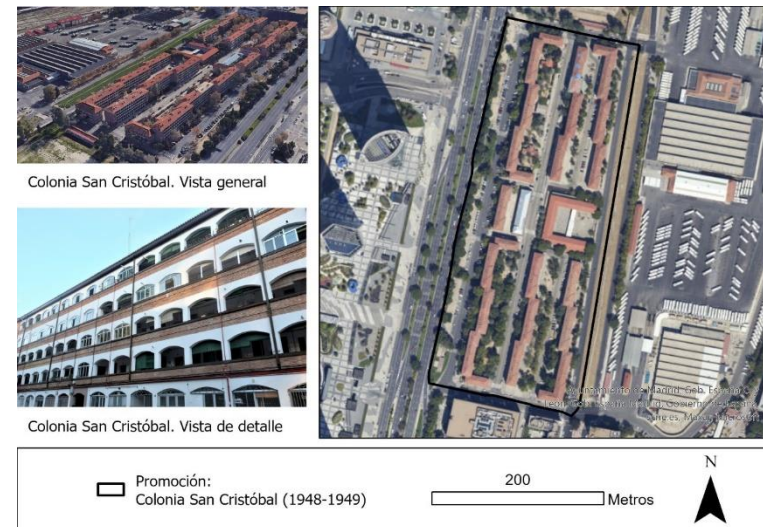 Colonia San Cristóbal. Vista general
Colonia San Cristóbal. Vista de detalle
Promoción:
Colonia San Cristóbal (1948-1949)
200
Metros
N